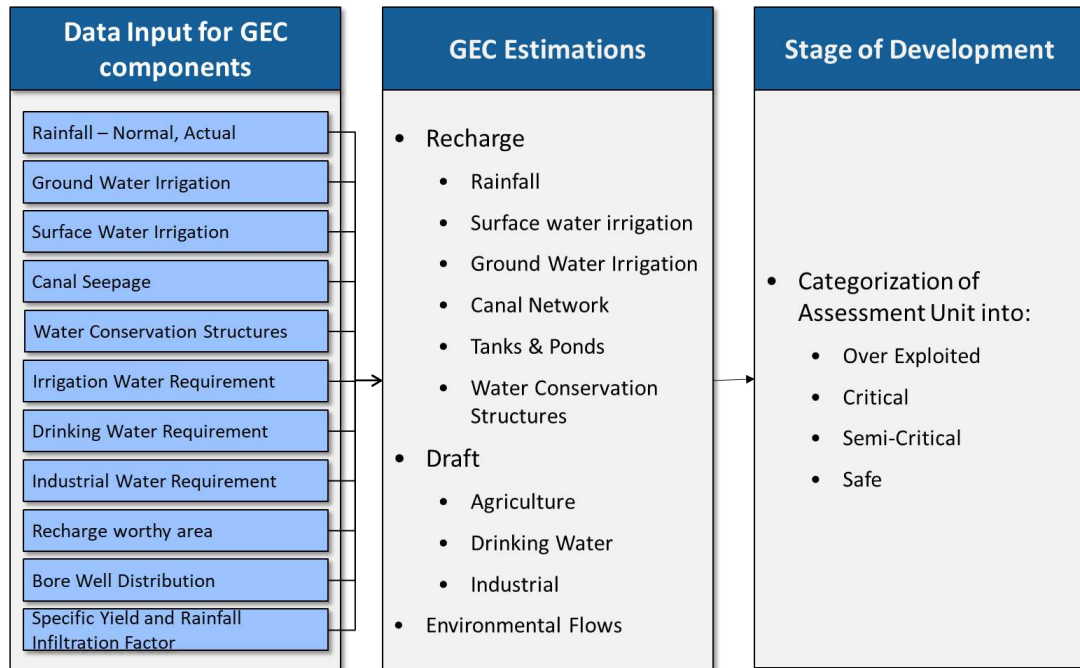 Data Input for GEC
components
Rainfall – Normal, Actual
Ground Water Irrigation
Surface Water Irrigation
Canal Seepage
Water Conservation Structures
Irrigation Water Requirement
Drinking Water Requirement
Industrial Water Requirement
Recharge worthy area
Bore Well Distribution
Specific Yield and Rainfall
Infiltration Factor
GEC Estimations
• Recharge
• Rainfall
• Surface water irrigation
• Ground Water Irrigation
• Canal Network
• Tanks & Ponds
• Water Conservation
Structures
• Draft
• Agriculture
• Drinking Water
• Industrial
• Environmental Flows
Stage of Development
• Categorization of
Assessment Unit into:
• Over Exploited
• Critical
• Semi-Critical
• Safe